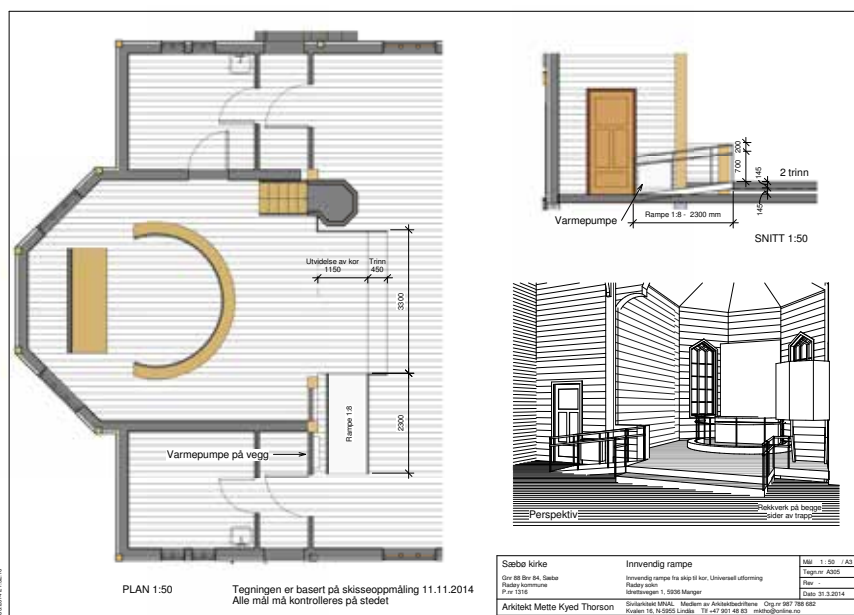 Utvidelse av kor
1150
Trinn
450
3300
2300
Rampe 1:8
Varmepumpe på vegg
PLAN 1:50
Tegningen er basert på skisseoppmåling 11.11.2014
Alle mål må kontrolleres på stedet
200
700
145
145
2 trinn
Varmepumpe
Rampe 1:8 - 2300 mm
SNITT 1:50
Perspektiv
Rekkverk på begge
sider av trapp
Sæbø kirke
Gnr 88 Bnr 84, Sæbø
Radøy kommune
P.nr 1316
Innvendig rampe
Innvendig rampe fra skip til kor, Universell utforming
Radøy sokn
Idrettsvegen 1, 5936 Manger
Mål 1 : 50 / A3
Tegn.nr A305
Rev -
Date 31.3.2014
Arkitekt Mette Kyed Thorson
Sivilarkitekt MNAL Medlem av Arkitektbedriftene Org.nr 987 788 682
Kvalen 16, N-5955 Lindås Tlf +47 901 48 83 mktho@online.no